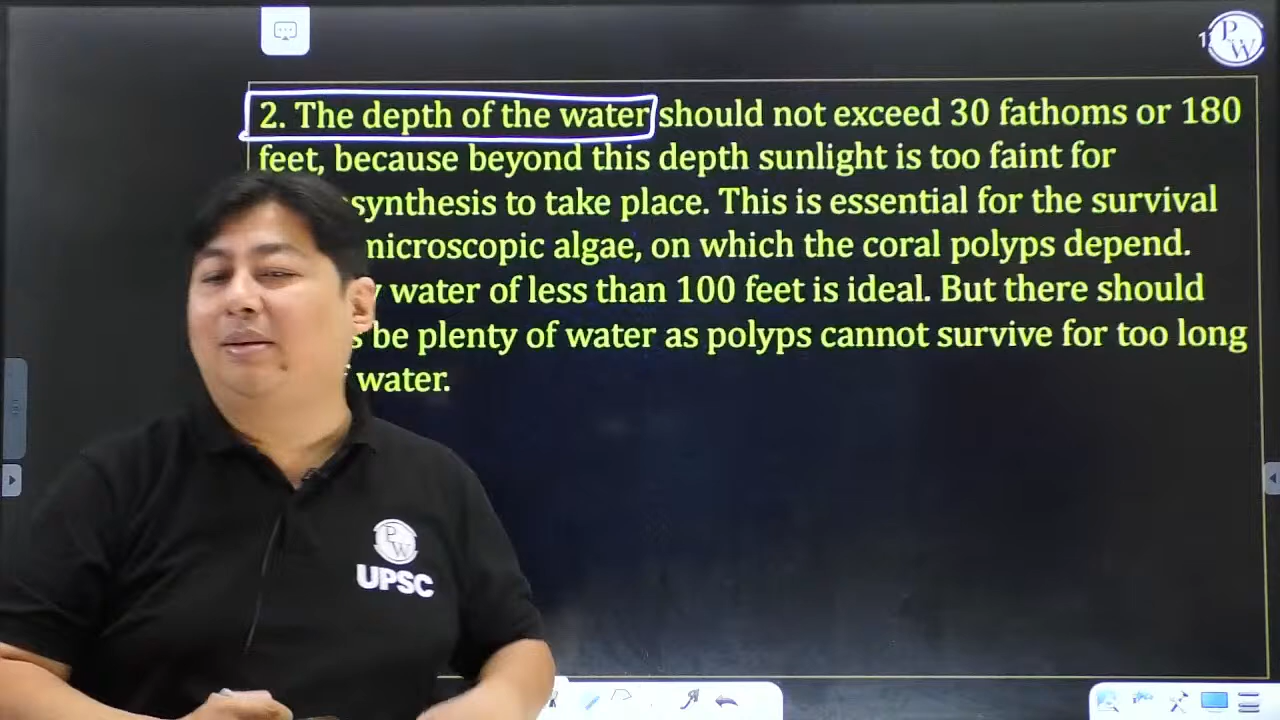 PW
2. The depth of the water should not exceed 30 fathoms or 180
feet, because beyond this depth sunlight is too faint for
synthesis to take place. This is essential for the survival
microscopic algae, on which the coral polyps depend.
water of less than 100 feet is ideal. But there should
be plenty of water as polyps cannot survive for too long
water.
PW
UPSC